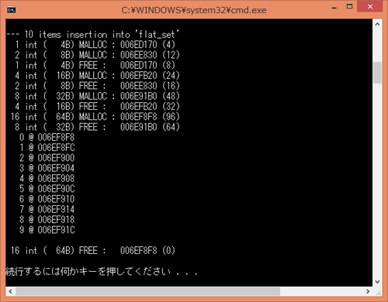 C:\WINDOWS\system32\cmd.exe
--- 10 items insertion into 'flat_set'
1 int (   4B) MALLOC : 006ED170 (4)
2 int (   8B) MALLOC : 006EE830 (12)
1 int (   4B) FREE :   006ED170 (8)
4 int (  16B) MALLOC : 006EFB20 (24)
2 int (   8B) FREE :   006EE830 (16)
8 int (  32B) MALLOC : 006E91B0 (48)
4 int (  16B) FREE :   006EFB20 (32)
16 int (  64B) MALLOC : 006EF8F8 (96)
8 int (  32B) FREE :   006E91B0 (64)
0 @ 006EF8F8
1 @ 006EF8FC
2 @ 006EF900
3 @ 006EF904
4 @ 006EF908
5 @ 006EF90C
6 @ 006EF910
7 @ 006EF914
8 @ 006EF918
9 @ 006EF91C
16 int (  64B) FREE :   006EF8F8 (0)
続行するには何かキーを押してください . . .